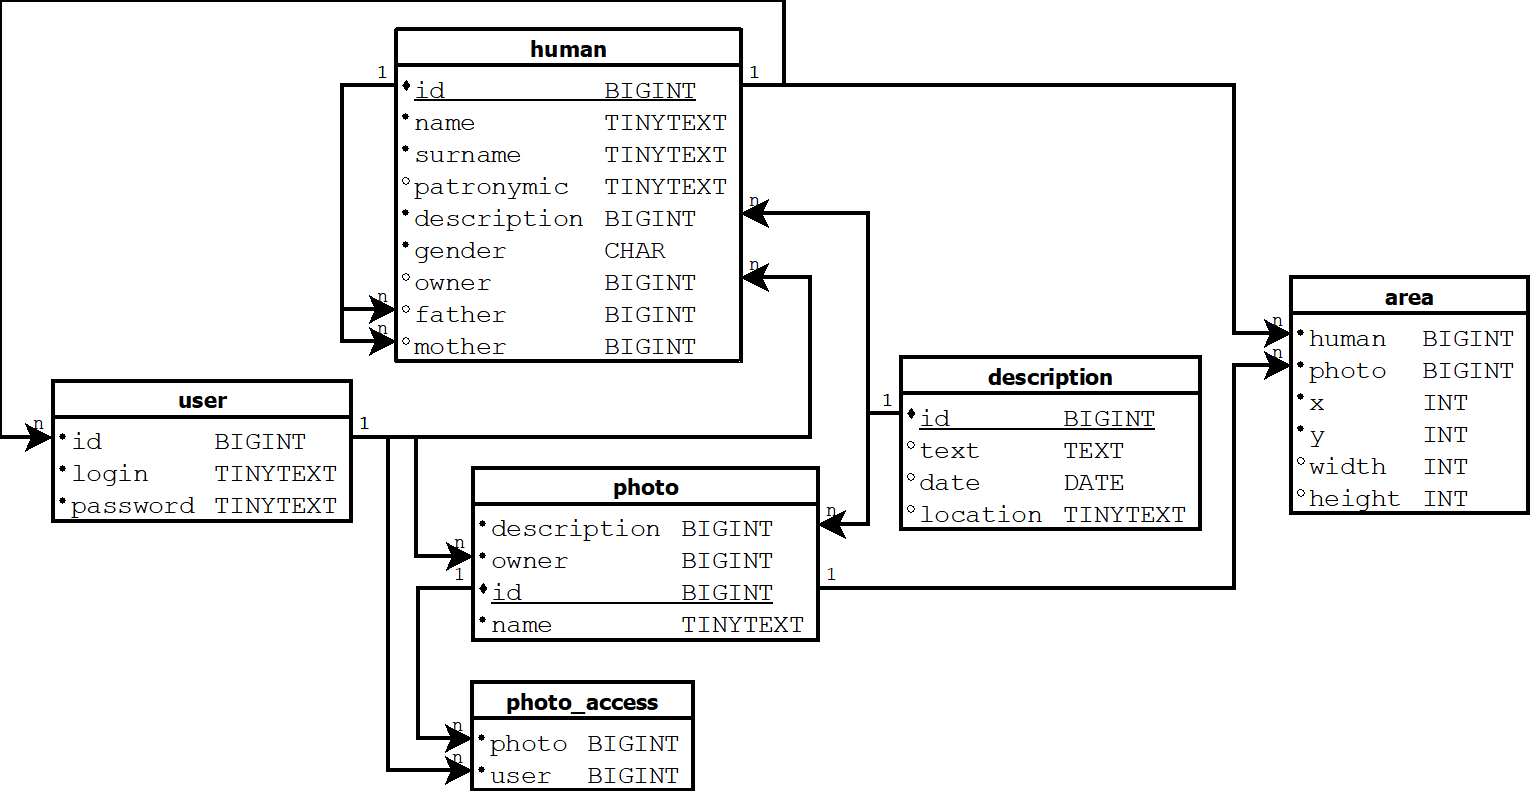 human
1
1
id BIGINT
name TINYTEXT
surname TINYTEXT
patronymic TINYTEXT
n
description BIGINT
gender CHAR
n
owner BIGINT
n
father BIGINT
n
mother BIGINT
area
n
human BIGINT
n
photo BIGINT
x INT
y INT
width INT
height INT
description
1
id BIGINT
text TEXT
date DATE
location TINYTEXT
user
n
1
id BIGINT
login TINYTEXT
password TINYTEXT
photo
n
description BIGINT
n
owner BIGINT
1
1
id BIGINT
name TINYTEXT
photo_access
n
photo BIGINT
n
user BIGINT